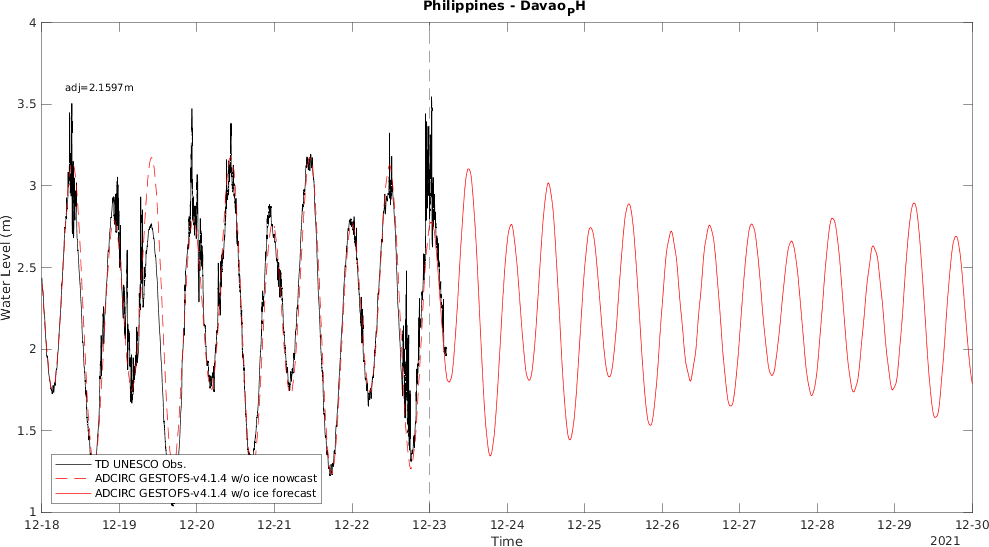 Philippines - Davao_pH
adj=2.1597m
Water Level (m)
4
3.5
3
2.5
2
1.5
1
TD UNESCO Obs.
ADCIRC GESTOFS-v4.1.4 w/o ice nowcast
ADCIRC GESTOFS-v4.1.4 w/o ice forecast
12-18 12-19 12-20 12-21 12-22 12-23 12-24 12-25 12-26 12-27 12-28 12-29 12-30
Time
2021